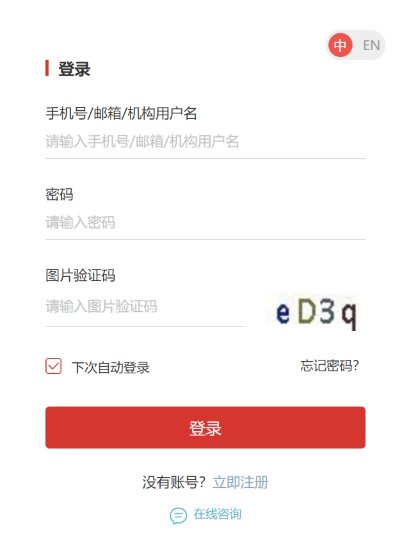 中 EN
登录
手机号/邮箱/机构用户名
请输入手机号/邮箱/机构用户名
密码
请输入密码
图片验证码
请输入图片验证码
eD3q
下次自动登录 忘记密码?
登录
没有账号? 立即注册
在线咨询